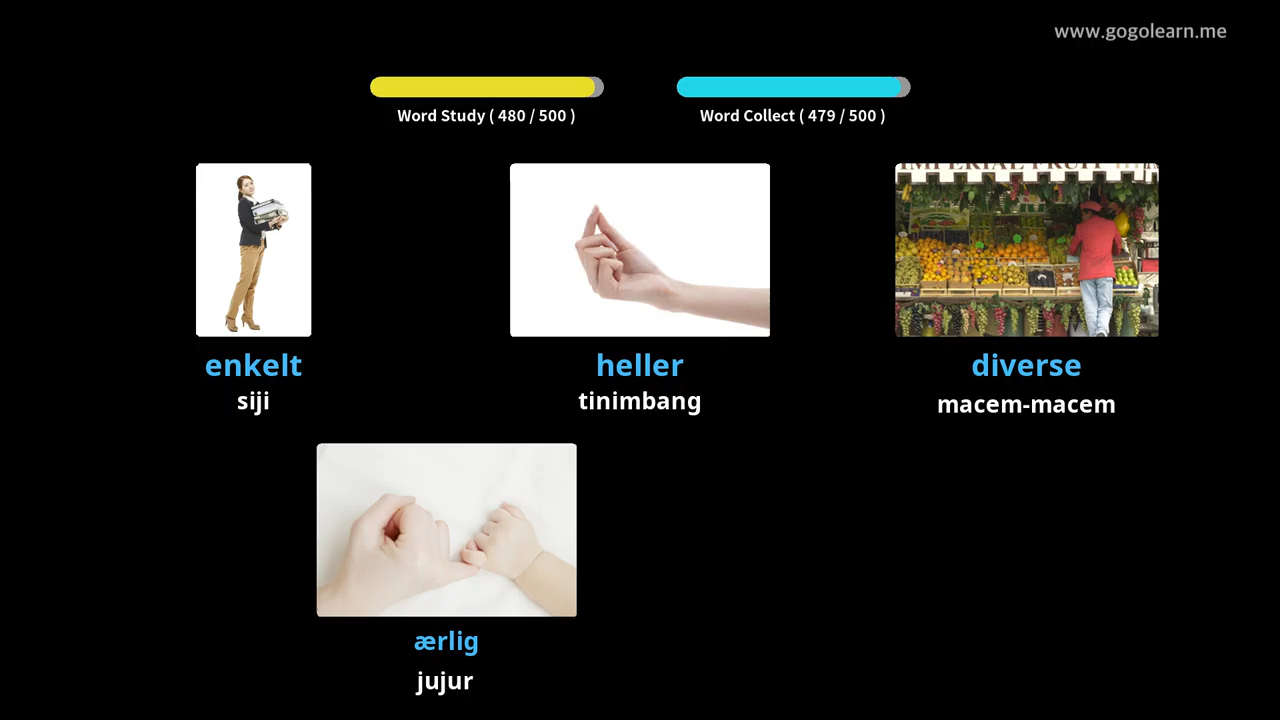 www.gogolearn.me
Word Study ( 480 / 500 )
Word Collect ( 479 / 500 )
enkelt
heller
diverse
siji
tinimbang
macem-macem
ærlig
jujur